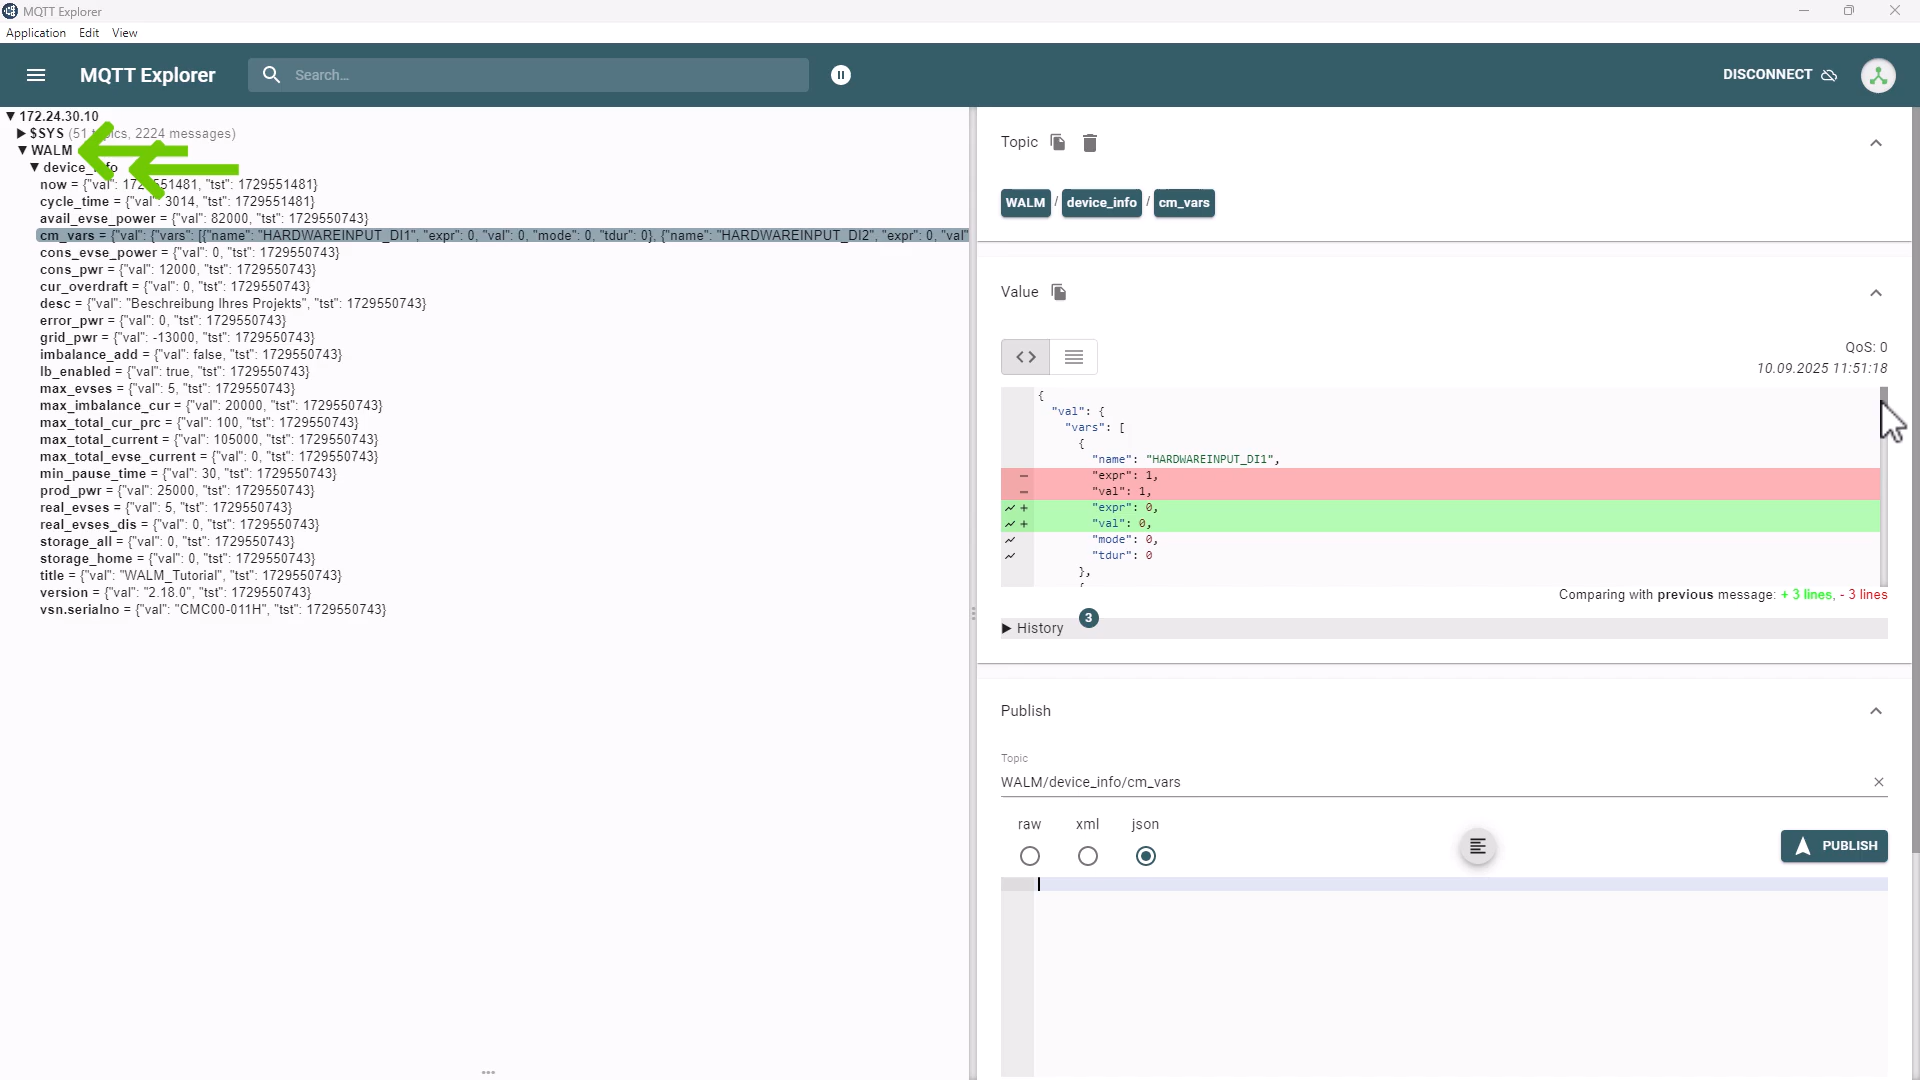 MQTT Explorer
Application Edit View
MQTT Explorer
Search...
DISCONNECT
▼ 172.24.30.10
▶ $SYS (51 topics, 2224 messages)
▼ WALM
▼ device_info
now = {"val": 1729551481, "tst": 1729551481}
cycle_time = {"val": 3014, "tst": 1729551481}
avail_evse_power = {"val": 82000, "tst": 1729550743}
cm_vars = {"val": {"vars": [{"name": "HARDWAREINPUT_DI1", "expr": 0, "val": 0, "mode": 0, "tdur": 0}, {"name": "HARDWAREINPUT_DI2", "expr": 0, "val"
cons_evse_power = {"val": 0, "tst": 1729550743}
cons_pwr = {"val": 12000, "tst": 1729550743}
cur_overdraft = {"val": 0, "tst": 1729550743}
desc = {"val": "Beschreibung Ihres Projekts", "tst": 1729550743}
error_pwr = {"val": 0, "tst": 1729550743}
grid_pwr = {"val": -13000, "tst": 1729550743}
imbalance_add = {"val": false, "tst": 1729550743}
lb_enabled = {"val": true, "tst": 1729550743}
max_evses = {"val": 5, "tst": 1729550743}
max_imbalance_cur = {"val": 20000, "tst": 1729550743}
max_total_cur_prc = {"val": 100, "tst": 1729550743}
max_total_current = {"val": 105000, "tst": 1729550743}
max_total_evse_current = {"val": 0, "tst": 1729550743}
min_pause_time = {"val": 30, "tst": 1729550743}
prod_pwr = {"val": 25000, "tst": 1729550743}
real_evses = {"val": 5, "tst": 1729550743}
real_evses_dis = {"val": 0, "tst": 1729550743}
storage_all = {"val": 0, "tst": 1729550743}
storage_home = {"val": 0, "tst": 1729550743}
title = {"val": "WALM_Tutorial", "tst": 1729550743}
version = {"val": "2.18.0", "tst": 1729550743}
vsn.serialno = {"val": "CMC00-011H", "tst": 1729550743}
Topic
WALM / device_info / cm_vars
Value
QoS: 0
10.09.2025 11:51:18
{
"val": {
"vars": [
{
"name": "HARDWAREINPUT_DI1",
- "expr": 1,
- "val": 1,
+ "expr": 0,
+ "val": 0,
"mode": 0,
"tdur": 0
},
{
Comparing with previous message: + 3 lines, - 3 lines
▶ History 3
Publish
Topic
WALM/device_info/cm_vars
raw xml json
PUBLISH